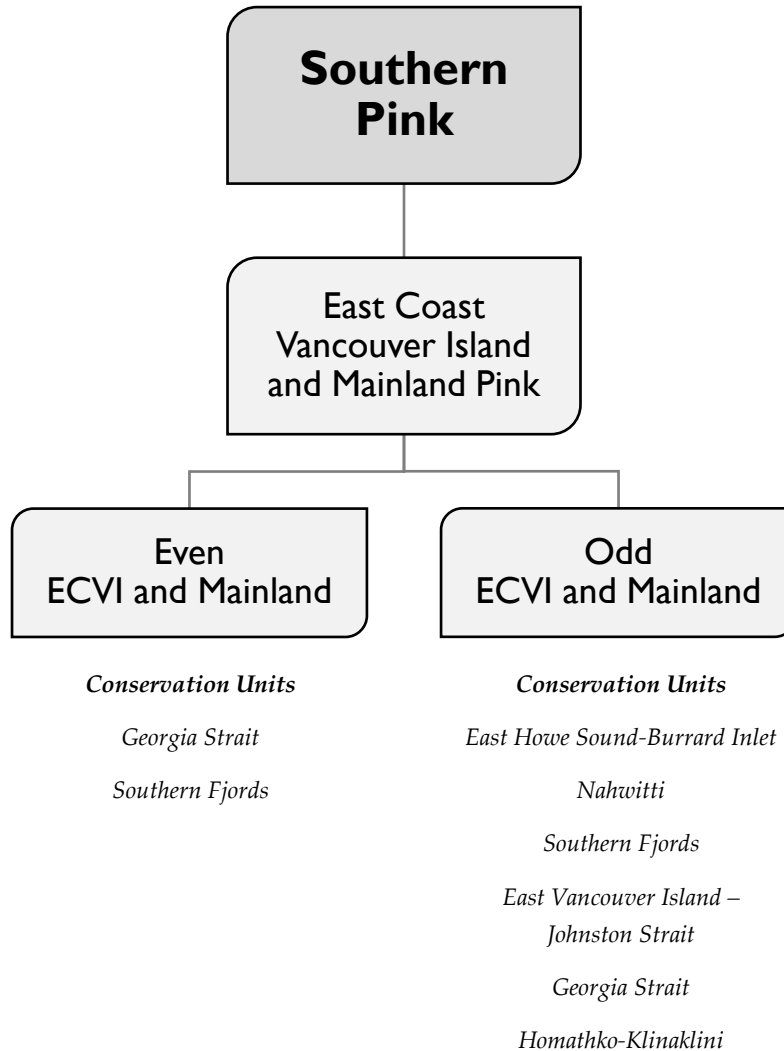 Southern
Pink
East Coast
Vancouver Island
and Mainland Pink
Even
ECVI and Mainland
Conservation Units
Georgia Strait
Southern Fjords
Odd
ECVI and Mainland
Conservation Units
East Howe Sound-Burrard Inlet
Nahwitti
Southern Fjords
East Vancouver Island –
Johnston Strait
Georgia Strait
Homathko-Klinaklini